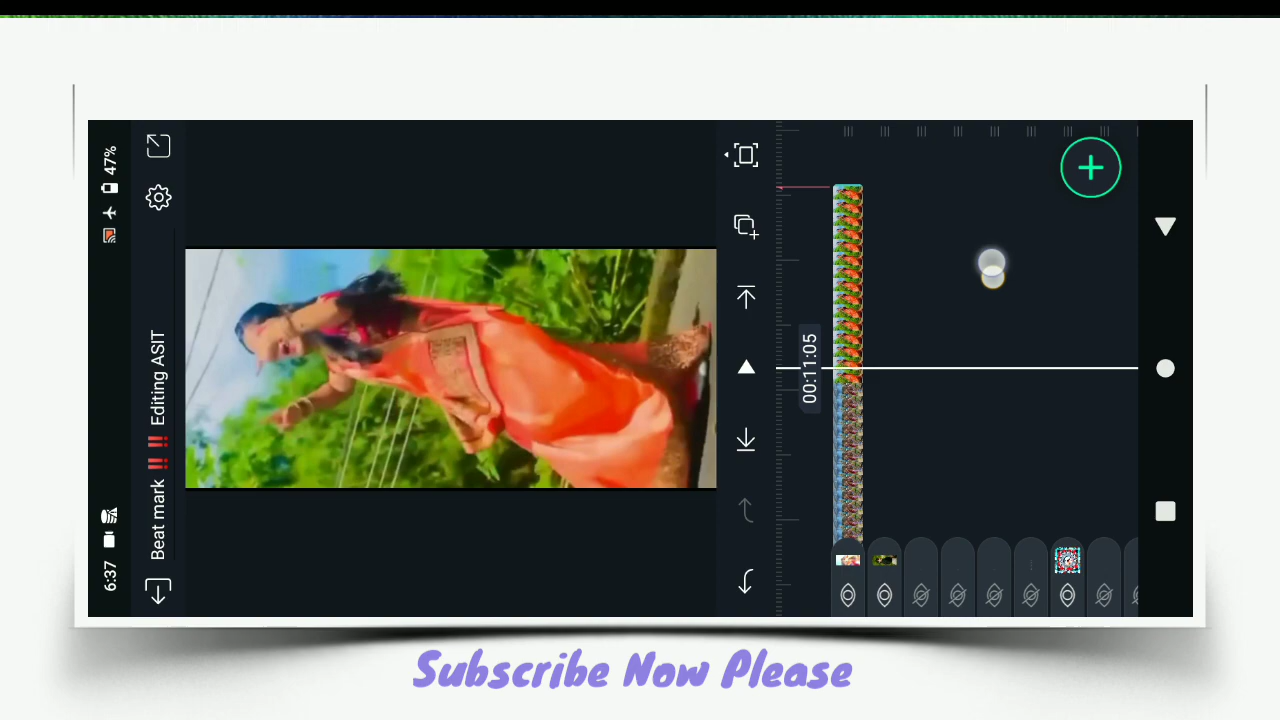 6:37
47%
Beat mark ‼️‼️ Editing ASIT
00:11:05
Subscribe Now Please